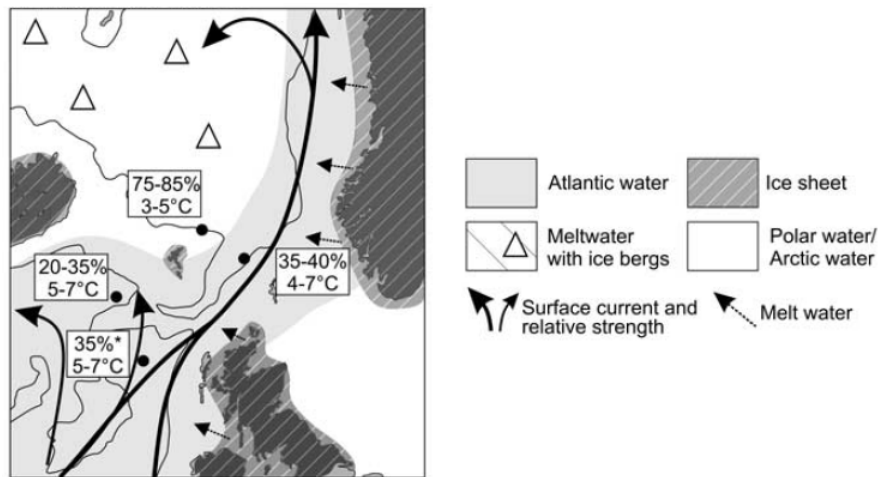 75-85%
3-5°C
20-35%
5-7°C
35-40%
4-7°C
35%*
5-7°C
Atlantic water
Ice sheet
Meltwater
with ice bergs
Polar water/
Arctic water
Surface current and
relative strength
Melt water